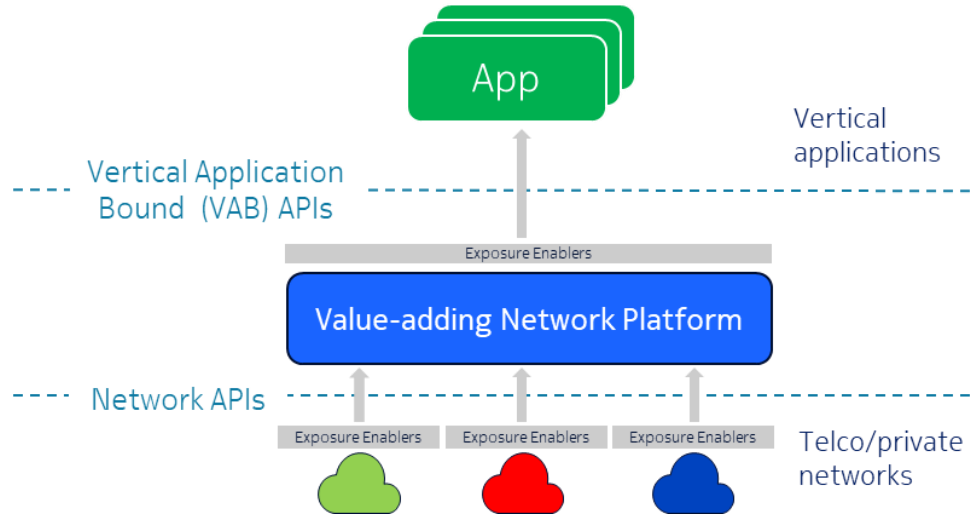 App
Vertical
applications
Vertical Application
Bound (VAB) APIs
Exposure Enablers
Value-adding Network Platform
Network APIs
Exposure Enablers
Exposure Enablers
Exposure Enablers
Telco/private
networks